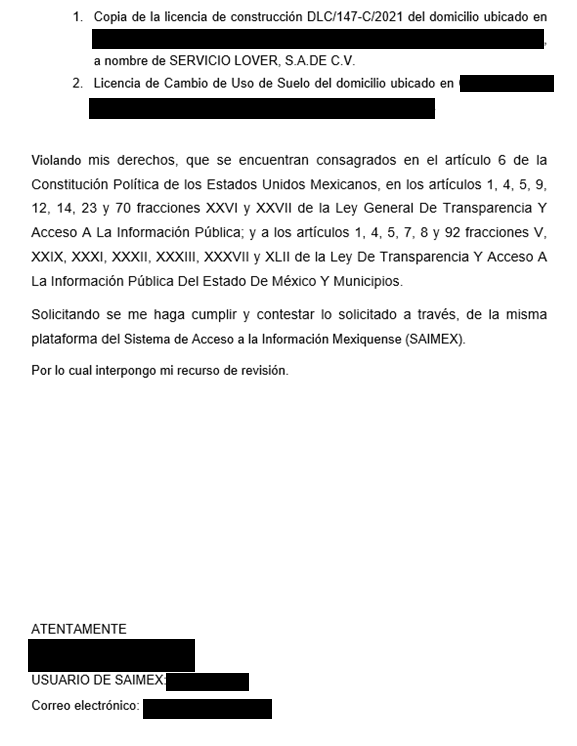 1. Copia de la licencia de construcción DLC/147-C/2021 del domicilio ubicado en
,
a nombre de SERVICIO LOVER, S.A.DE C.V.
2. Licencia de Cambio de Uso de Suelo del domicilio ubicado en
Violando mis derechos, que se encuentran consagrados en el artículo 6 de la
Constitución Política de los Estados Unidos Mexicanos, en los artículos 1, 4, 5, 9,
12, 14, 23 y 70 fracciones XXVI y XXVII de la Ley General De Transparencia Y
Acceso A La Información Pública; y a los artículos 1, 4, 5, 7, 8 y 92 fracciones V,
XXIX, XXXI, XXXII, XXXIII, XXXVII y XLII de la Ley De Transparencia Y Acceso A
La Información Pública Del Estado De México Y Municipios.
Solicitando se me haga cumplir y contestar lo solicitado a través, de la misma
plataforma del Sistema de Acceso a la Información Mexiquense (SAIMEX).
Por lo cual interpongo mi recurso de revisión.
ATENTAMENTE
USUARIO DE SAIMEX:
Correo electrónico: